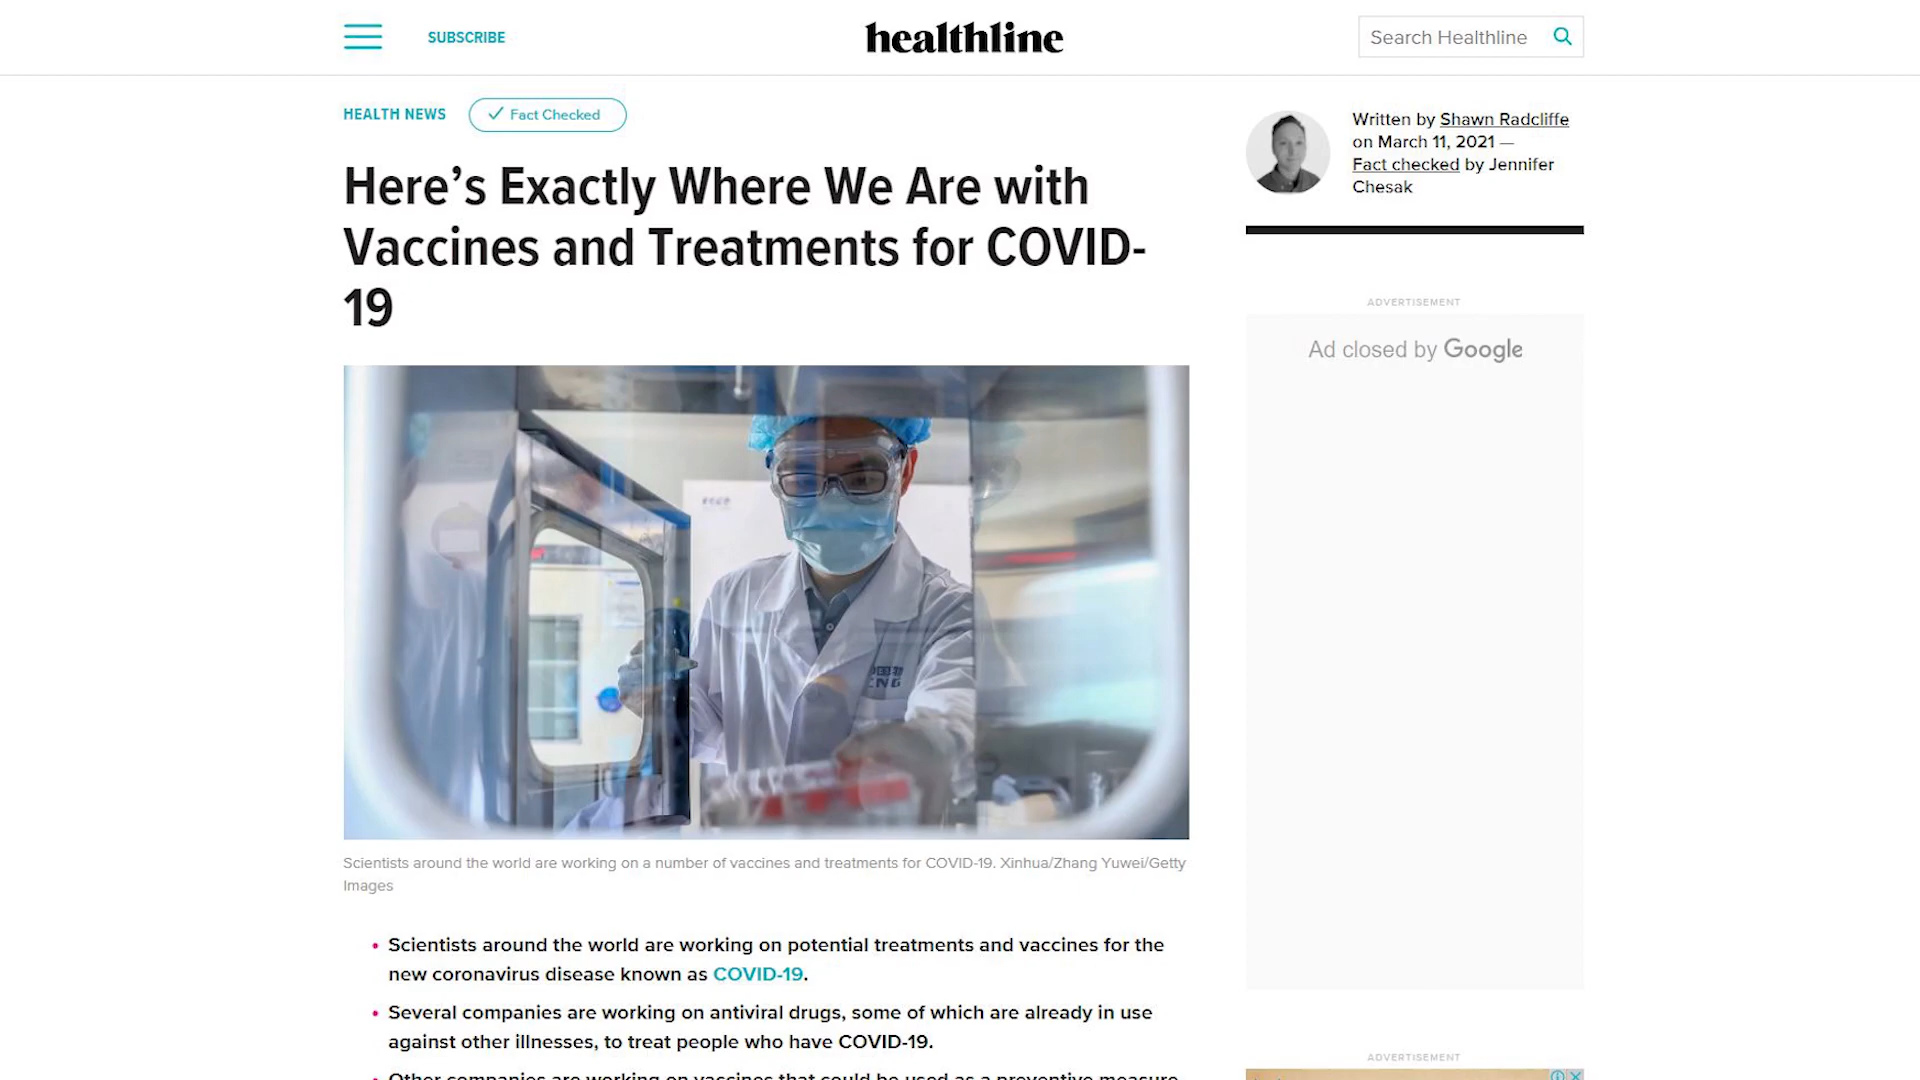 SUBSCRIBE
healthline
Search Healthline
HEALTH NEWS
Fact Checked
Here’s Exactly Where We Are with
Vaccines and Treatments for COVID-
19
Written by Shawn Radcliffe
on March 11, 2021 —
Fact checked by Jennifer
Chesak
ADVERTISEMENT
Ad closed by Google
Scientists around the world are working on a number of vaccines and treatments for COVID-19. Xinhua/Zhang Yuwei/Getty
Images
• Scientists around the world are working on potential treatments and vaccines for the
new coronavirus disease known as COVID-19.
• Several companies are working on antiviral drugs, some of which are already in use
against other illnesses, to treat people who have COVID-19.
ADVERTISEMENT
• Other companies are working on vaccines that could be used as a preventive measure